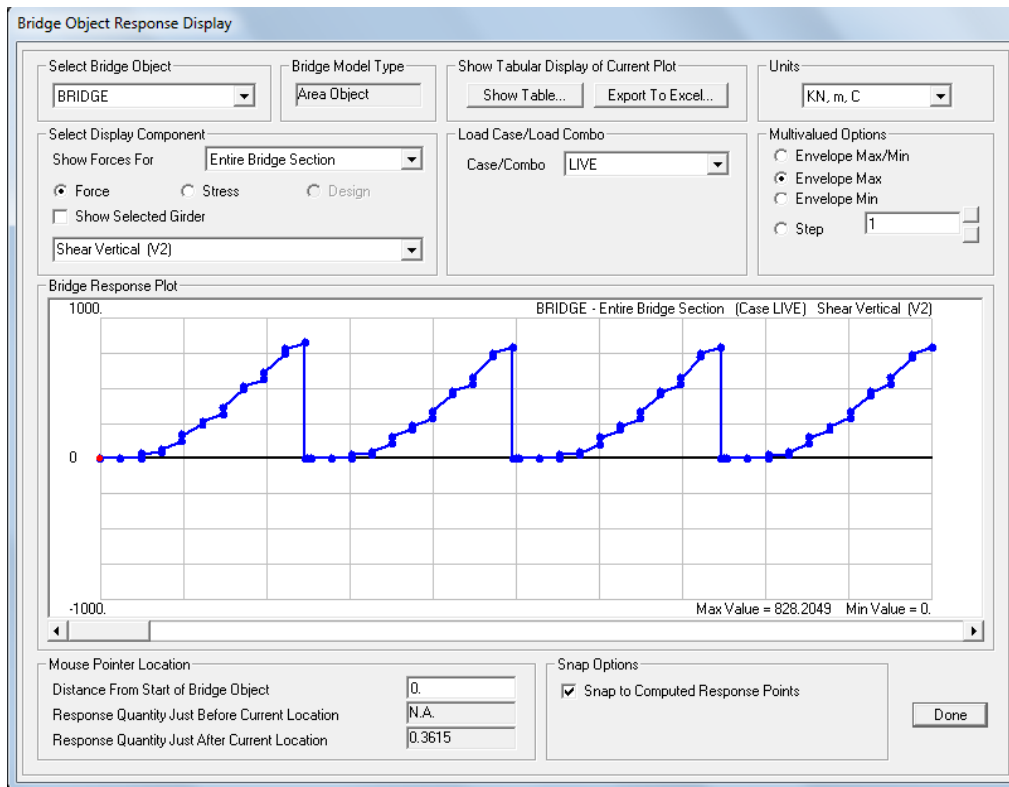 Bridge Object Response Display
Select Bridge Object
BRIDGE
Bridge Model Type
Area Object
Show Tabular Display of Current Plot
Show Table...
Export To Excel...
Units
KN, m, C
Select Display Component
Show Forces For
Entire Bridge Section
Force
Stress
Design
Show Selected Girder
Shear Vertical (V2)
Load Case/Load Combo
Case/Combo
LIVE
Multivalued Options
Envelope Max/Min
Envelope Max
Envelope Min
Step
1
Bridge Response Plot
1000.
BRIDGE - Entire Bridge Section (Case LIVE) Shear Vertical (V2)
0
-1000.
Max Value = 828.2049 Min Value = 0.
Mouse Pointer Location
Distance From Start of Bridge Object
0.
Response Quantity Just Before Current Location
N.A.
Response Quantity Just After Current Location
0.3615
Snap Options
Snap to Computed Response Points
Done